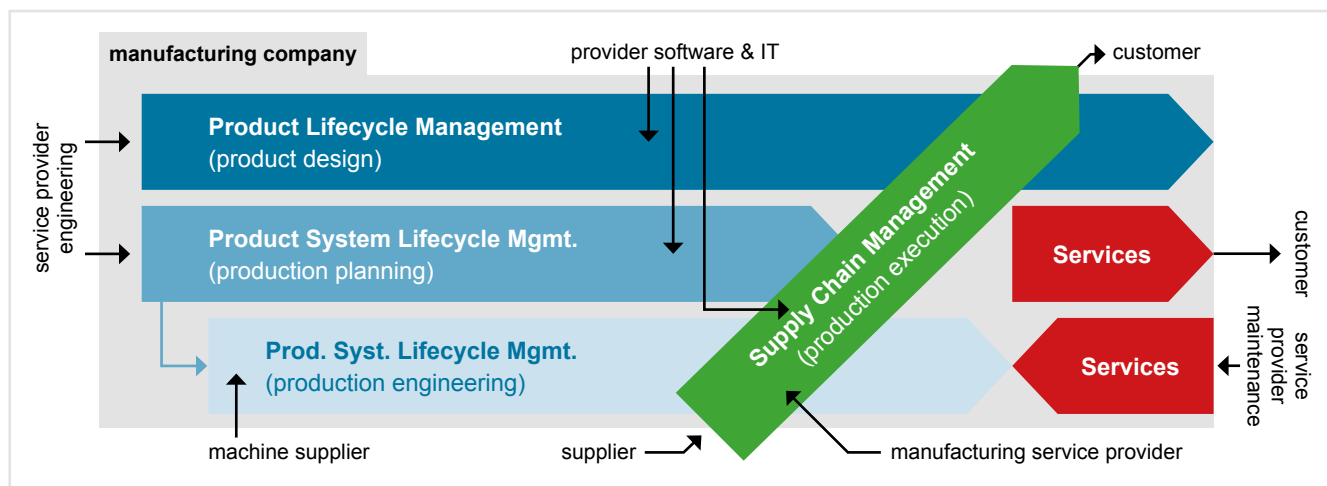 manufacturing company
provider software & IT
customer
service provider
engineering
Product Lifecycle Management
(product design)
Product System Lifecycle Mgmt.
(production planning)
Supply Chain Management
(production execution)
Services
customer
Prod. Syst. Lifecycle Mgmt.
(production engineering)
Services
service
provider
maintenance
machine supplier
supplier
manufacturing service provider